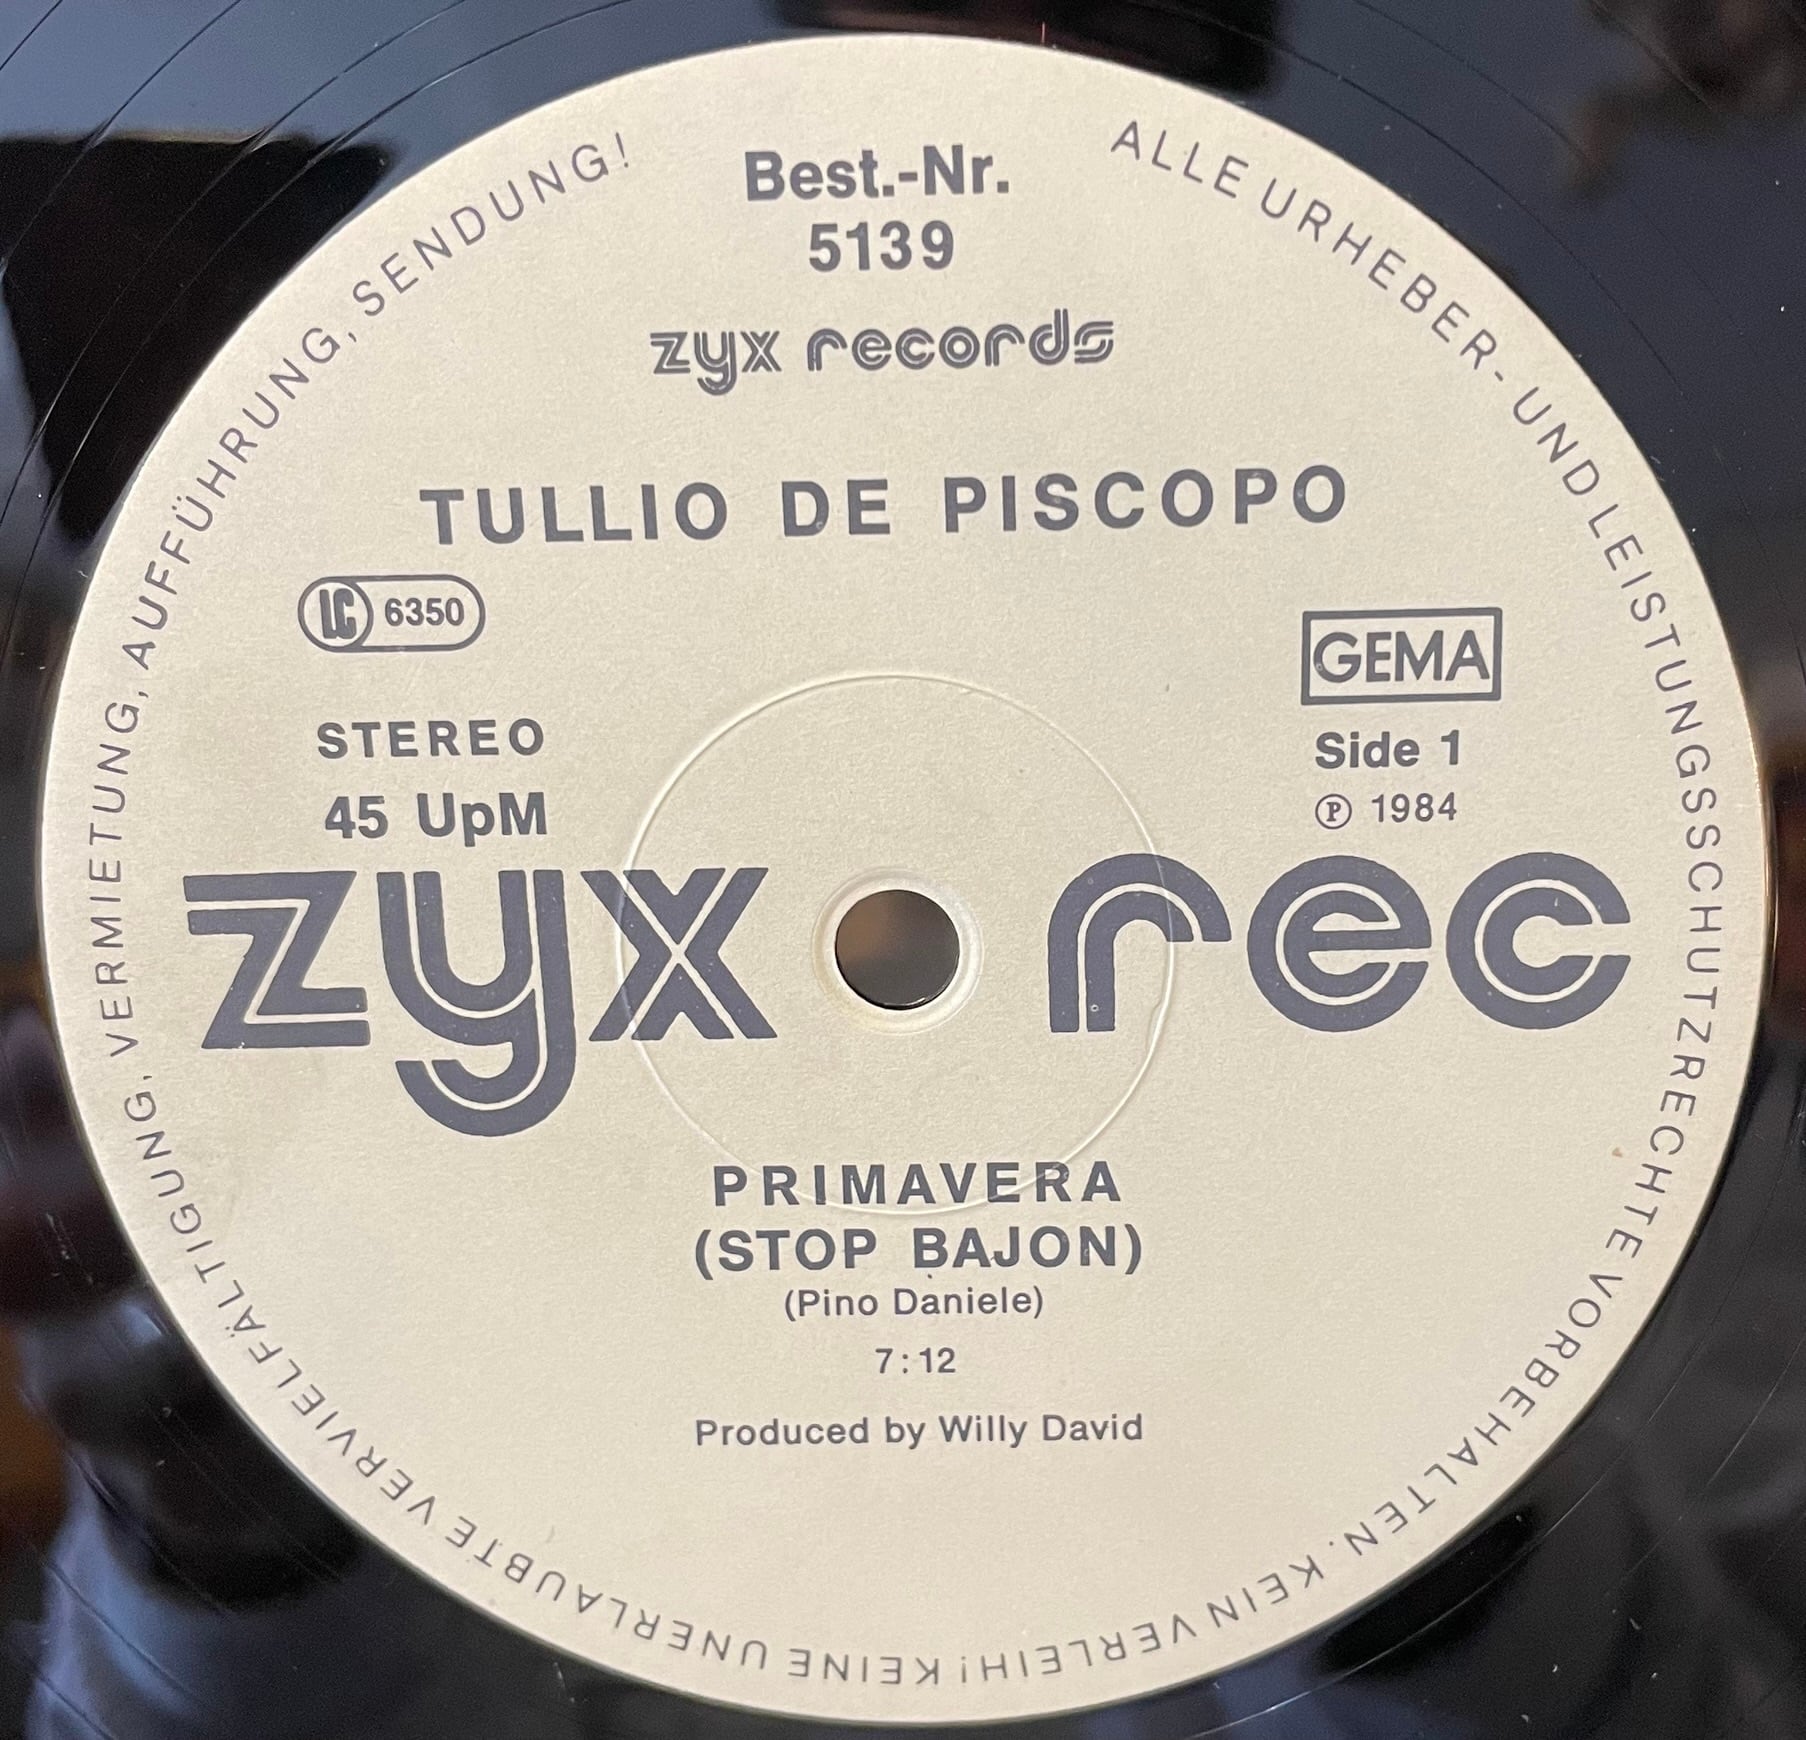 Best.-Nr.
5139
zyx records
TULLIO DE PISCOPO
LC 6350
GEMA
STEREO
Side 1
45 UpM
℗ 1984
zyx rec
PRIMAVERA
(STOP BAJON)
(Pino Daniele)
7:12
Produced by Willy David
ALLE URHEBER- UND LEISTUNGSSCHUTZRECHTE VORBEHALTEN. KEIN VERLEIH! KEINE UNERLAUBTE VERVIELFÄLTIGUNG, VERMIETUNG, AUFFÜHRUNG, SENDUNG!